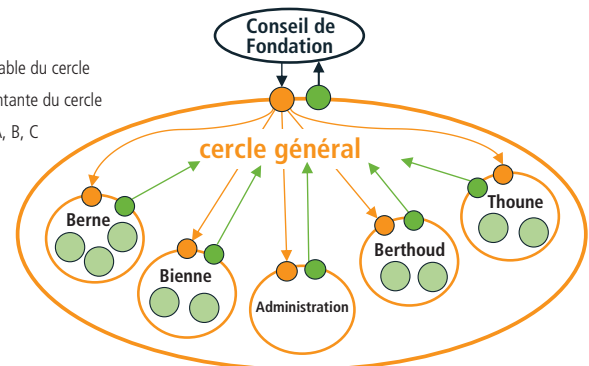 Conseil de
Fondation
able du cercle
ntante du cercle
A, B, C
cercle général
Berne
Thoune
Bienne
Berthoud
Administration